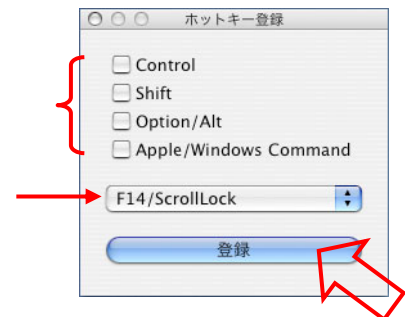 ホットキー登録
Control
Shift
Option/Alt
Apple/Windows Command
F14/ScrollLock
登録